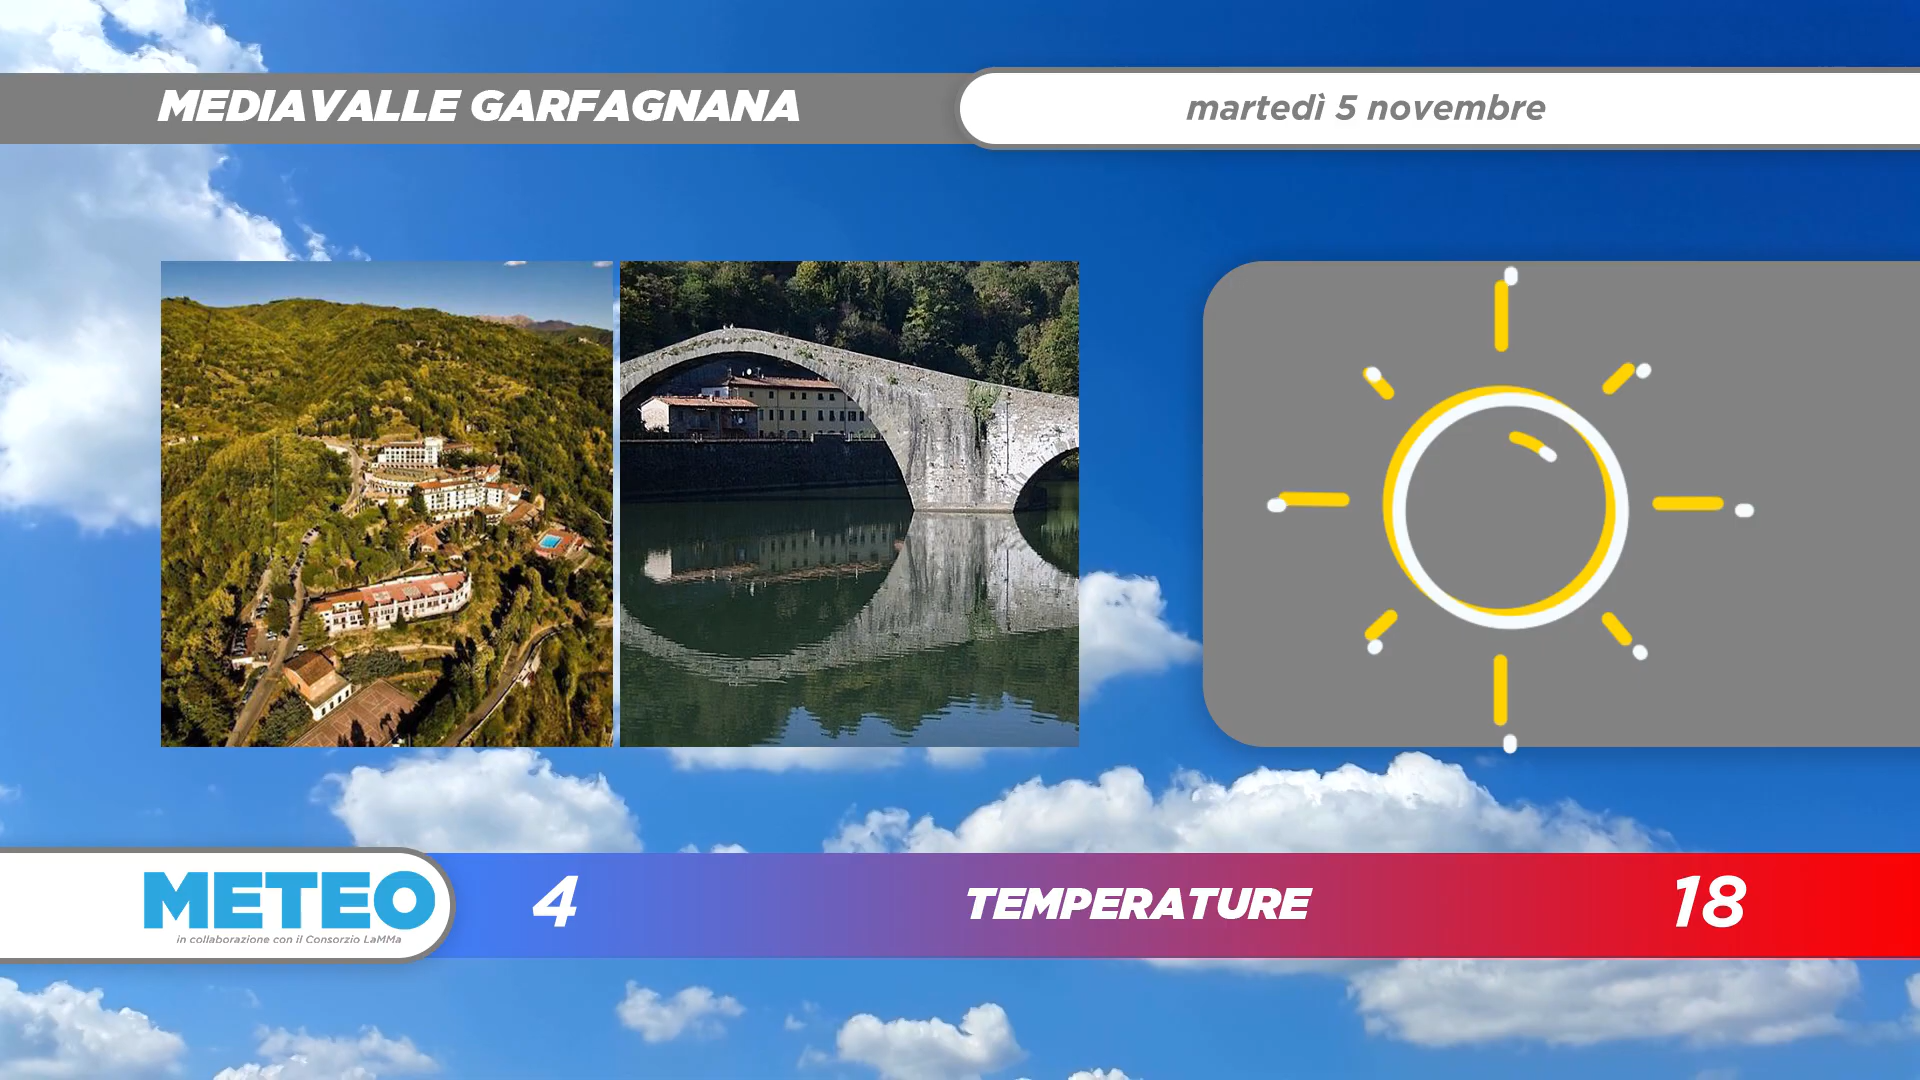 MEDIAVALLE GARFAGNANA
martedì 5 novembre
METEO
in collaborazione con il Consorzio LaMMa
4
TEMPERATURE
18